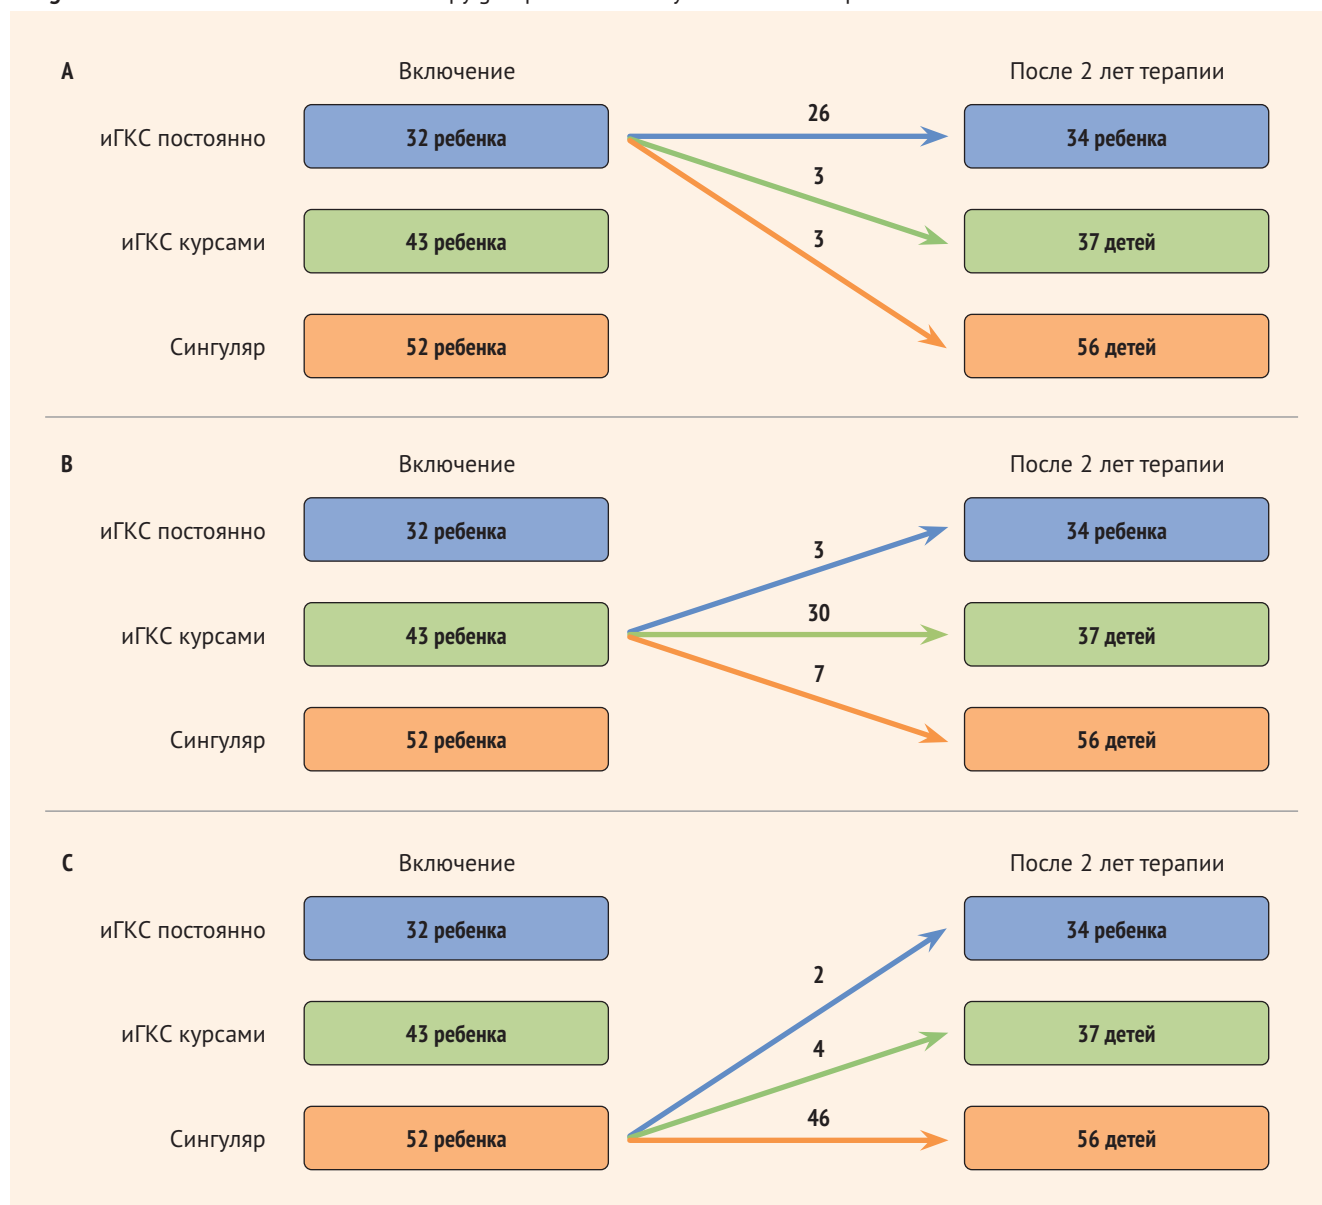 А
Включение
После 2 лет терапии
иГКС постоянно
32 ребенка
26
34 ребенка
3
иГКС курсами
43 ребенка
3
37 детей
Сингуляр
52 ребенка
56 детей
В
Включение
После 2 лет терапии
иГКС постоянно
32 ребенка
3
34 ребенка
иГКС курсами
43 ребенка
30
37 детей
7
Сингуляр
52 ребенка
56 детей
С
Включение
После 2 лет терапии
иГКС постоянно
32 ребенка
34 ребенка
2
иГКС курсами
43 ребенка
4
37 детей
Сингуляр
52 ребенка
46
56 детей